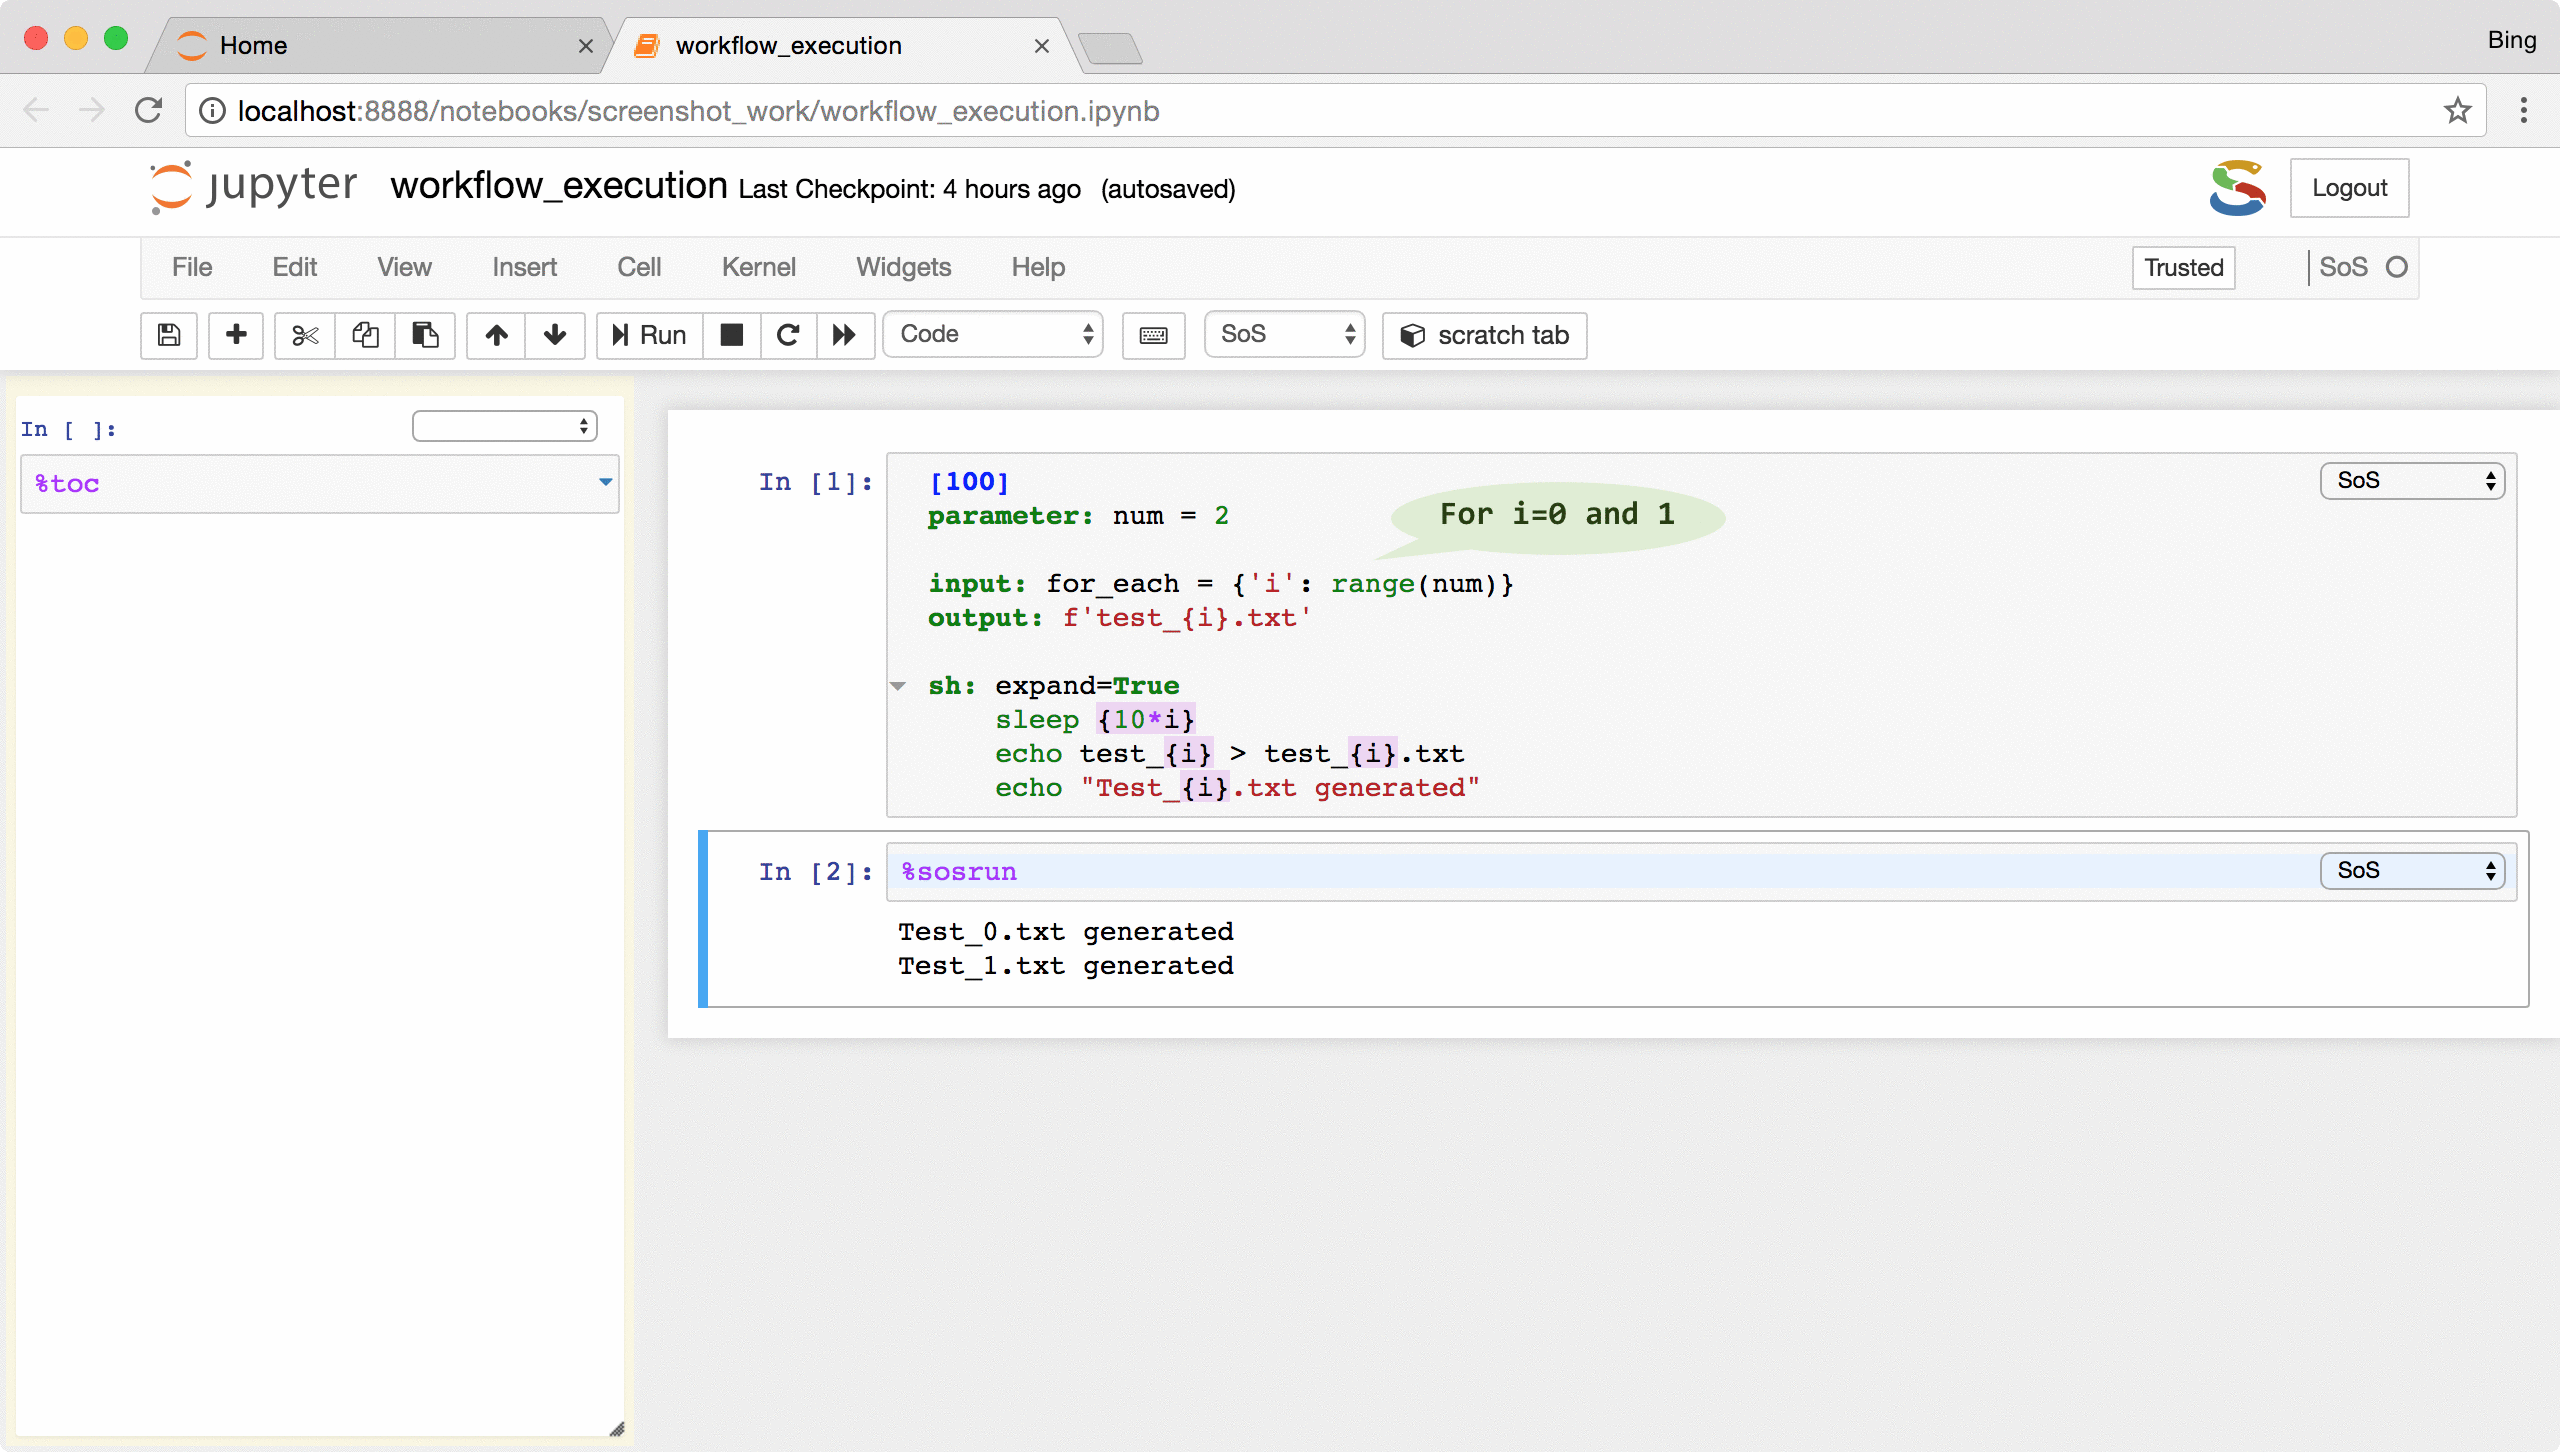 Home
workflow_execution
Bing
localhost:8888/notebooks/screenshot_work/workflow_execution.ipynb
jupyter workflow_execution Last Checkpoint: 4 hours ago (autosaved)
Logout
File Edit View Insert Cell Kernel Widgets Help
Trusted
SoS
Run
Code
SoS
scratch tab
In [ ]:
%toc
In [1]:
[100]
parameter: num = 2
For i=0 and 1
input: for_each = {'i': range(num)}
output: f'test_{i}.txt'
sh: expand=True
sleep {10*i}
echo test_{i} > test_{i}.txt
echo "Test_{i}.txt generated"
SoS
In [2]:
%sosrun
SoS
Test_0.txt generated
Test_1.txt generated